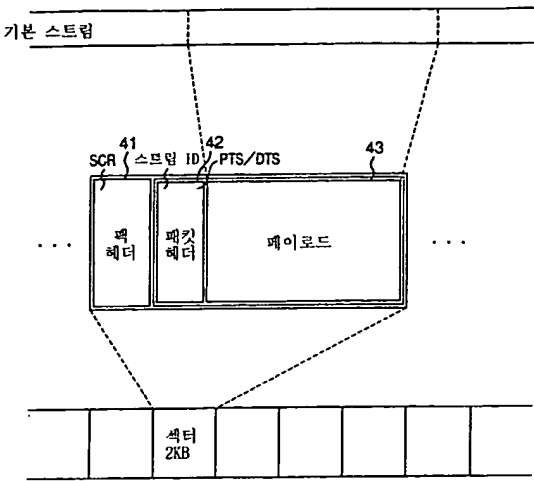 기본 스트림
41 42 43
SCR 스트림 ID PTS/DTS
팩
헤더
패킷
헤더
페이로드
... ...
섹터
2KB